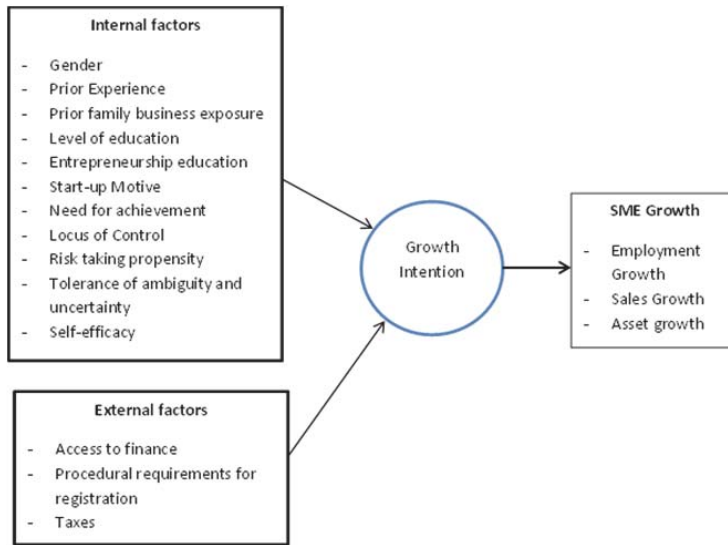 Internal factors
- Gender
- Prior Experience
- Prior family business exposure
- Level of education
- Entrepreneurship education
- Start-up Motive
- Need for achievement
- Locus of Control
- Risk taking propensity
- Tolerance of ambiguity and
uncertainty
- Self-efficacy
External factors
- Access to finance
- Procedural requirements for
registration
- Taxes
Growth
Intention
SME Growth
- Employment
Growth
- Sales Growth
- Asset growth